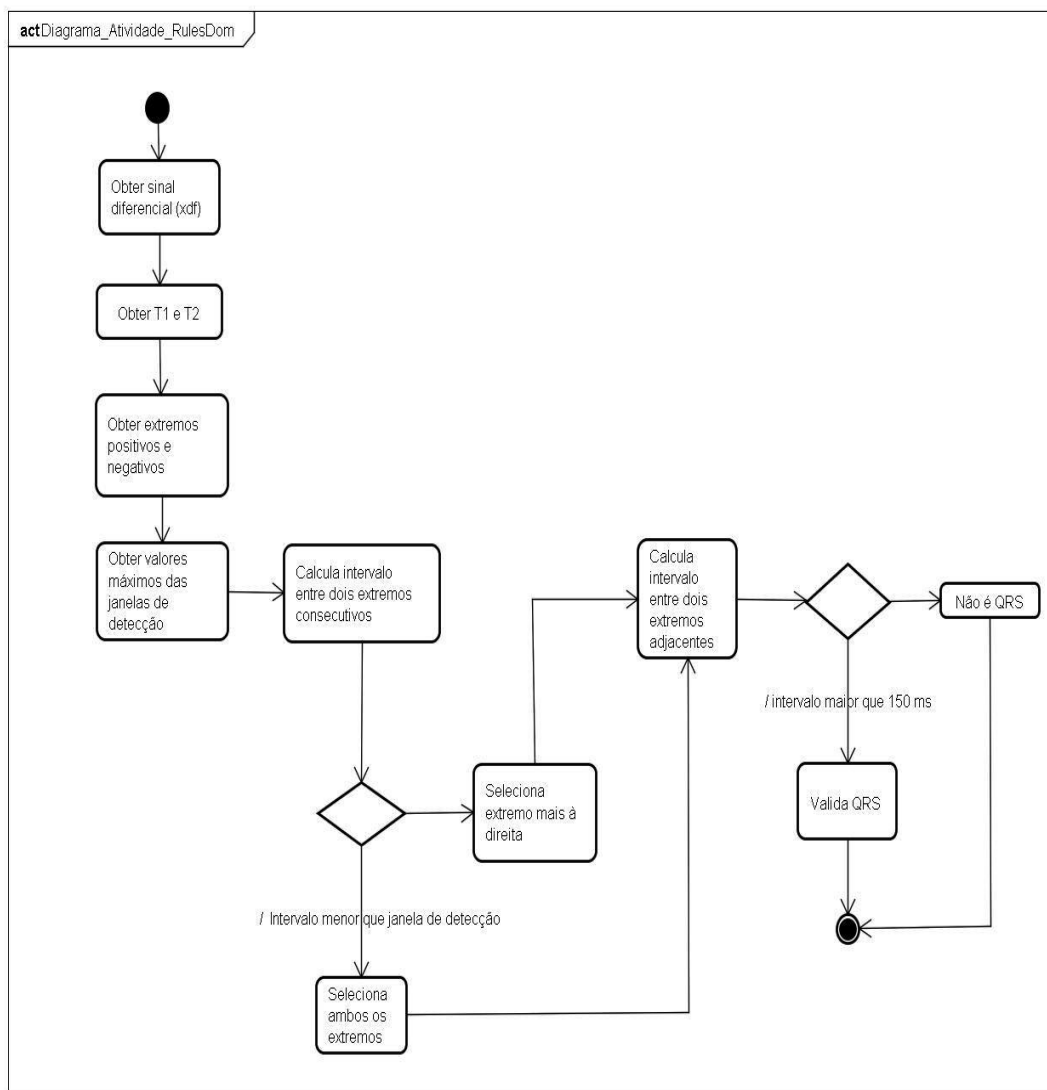 actDiagrama_Atividade_RulesDom
Obter sinal
diferencial (xdf)
Obter T1 e T2
Obter extremos
positivos e
negativos
Obter valores
máximos das
janelas de
detecção
Calcula intervalo
entre dois extremos
consecutivos
/ Intervalo menor que janela de detecção
Seleciona
extremo mais à
direita
Seleciona
ambos os
extremos
Calcula
intervalo
entre dois
extremos
adjacentes
/ intervalo maior que 150 ms
Não é QRS
Valida QRS